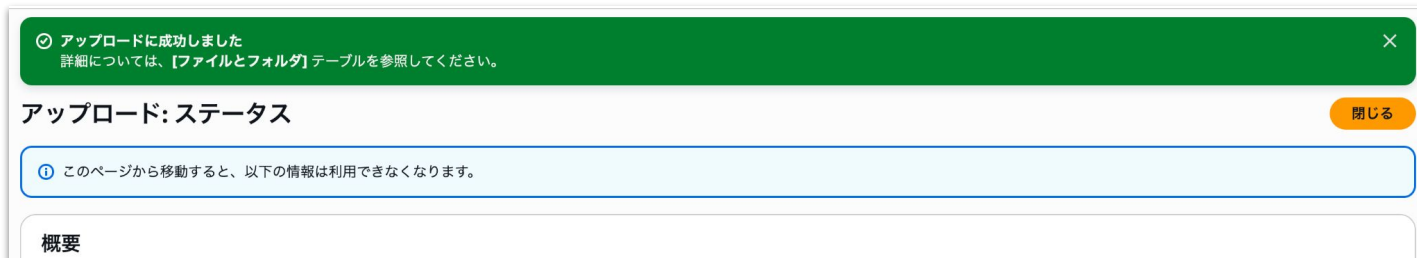 アップロードに成功しました
詳細については、[ファイルとフォルダ] テーブルを参照してください。
アップロード: ステータス
閉じる
このページから移動すると、以下の情報は利用できなくなります。
概要